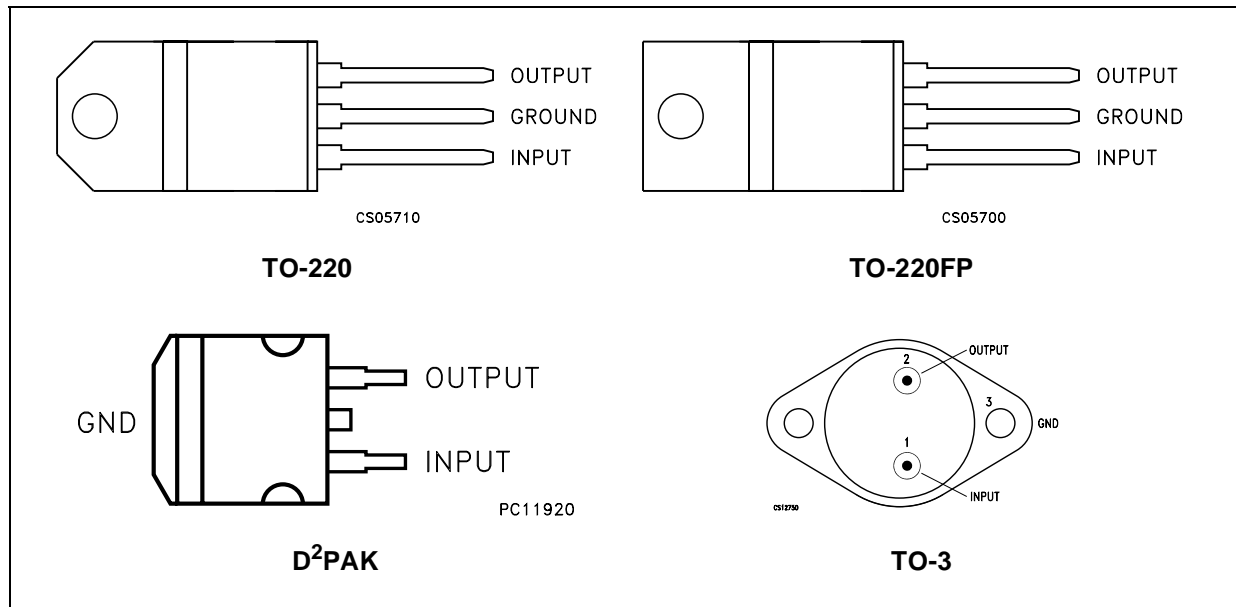 OUTPUT
GROUND
INPUT
CS05710
TO-220
OUTPUT
GROUND
INPUT
CS05700
TO-220FP
GND
OUTPUT
INPUT
PC11920
D²PAK
2
OUTPUT
3
GND
1
INPUT
CS12750
TO-3